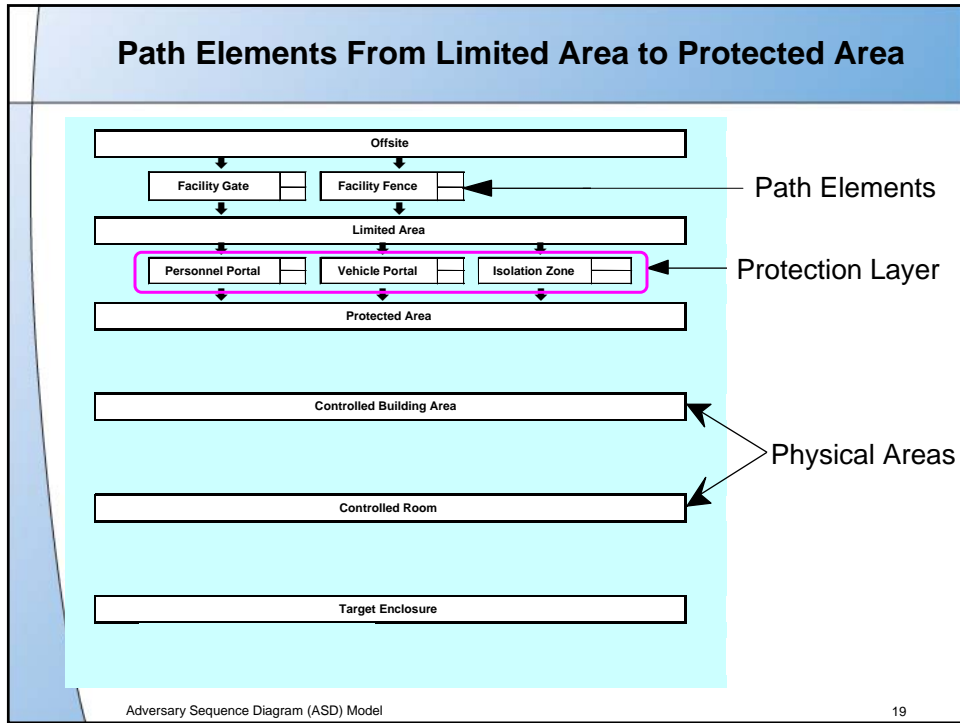 Path Elements From Limited Area to Protected Area
Offsite
Facility Gate
Facility Fence
Path Elements
Limited Area
Personnel Portal
Vehicle Portal
Isolation Zone
Protection Layer
Protected Area
Controlled Building Area
Physical Areas
Controlled Room
Target Enclosure
Adversary Sequence Diagram (ASD) Model
19